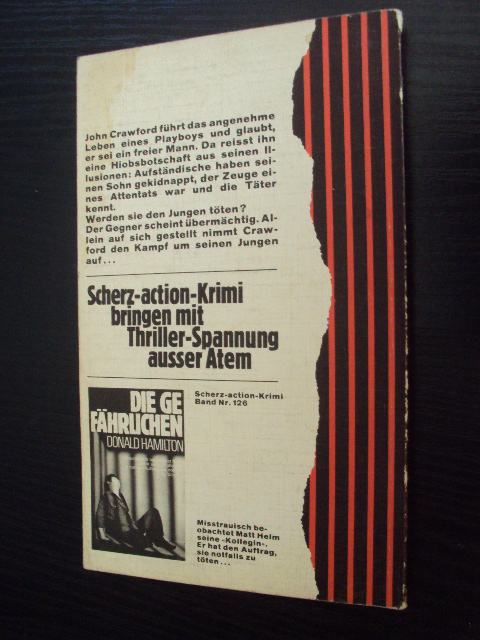 John Crawford führt das angenehme
Leben eines Playboys und glaubt,
er sei ein freier Mann. Da reisst ihn
eine Hiobsbotschaft aus seinen Il-
lusionen: Aufständische haben sei-
nen Sohn gekidnappt, der Zeuge ei-
nes Attentats war und die Täter
kennt.
Werden sie den Jungen töten?
Der Gegner scheint übermächtig. Al-
lein auf sich gestellt nimmt Craw-
ford den Kampf um seinen Jungen
auf...
Scherz-action-Krimi
bringen mit
Thriller-Spannung
ausser Atem
DIE GE
FÄHRLICHEN
DONALD HAMILTON
Scherz-action-Krimi
Band Nr. 126
Misstrauisch be-
obachtet Matt Helm
seine «Kollegin».
Er hat den Auftrag,
sie notfalls zu
töten...